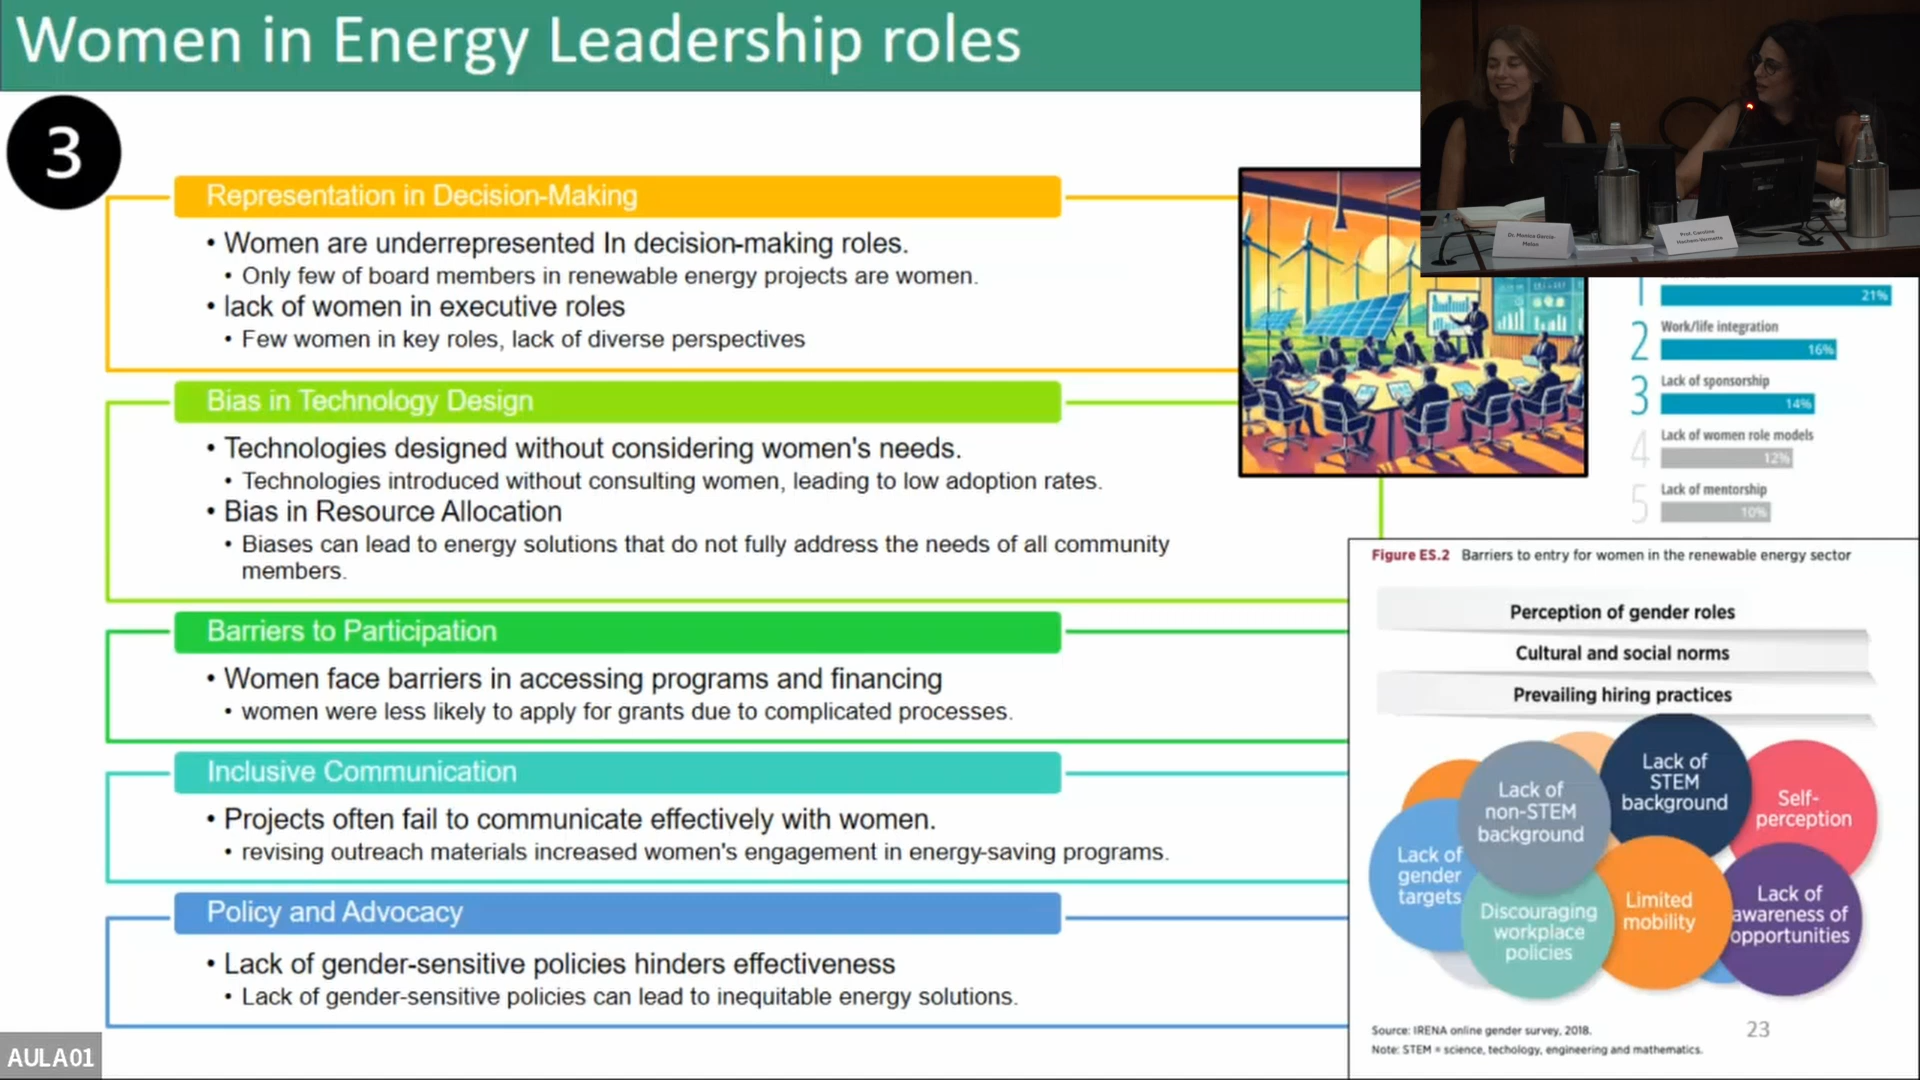 Women in Energy Leadership roles
3
Representation in Decision-Making
• Women are underrepresented In decision-making roles.
• Only few of board members in renewable energy projects are women.
• lack of women in executive roles
• Few women in key roles, lack of diverse perspectives
Bias in Technology Design
• Technologies designed without considering women's needs.
• Technologies introduced without consulting women, leading to low adoption rates.
• Bias in Resource Allocation
• Biases can lead to energy solutions that do not fully address the needs of all community
members.
Barriers to Participation
• Women face barriers in accessing programs and financing
• women were less likely to apply for grants due to complicated processes.
Inclusive Communication
• Projects often fail to communicate effectively with women.
• revising outreach materials increased women's engagement in energy-saving programs.
Policy and Advocacy
• Lack of gender-sensitive policies hinders effectiveness
• Lack of gender-sensitive policies can lead to inequitable energy solutions.
AULA01
Dr. Monica Garcia-
Melon
Prof. Caroline
Hachem-Vermette
1
21%
2 Work/life integration
16%
3 Lack of sponsorship
14%
4 Lack of women role models
12%
5 Lack of mentorship
10%
Figure ES.2 Barriers to entry for women in the renewable energy sector
Perception of gender roles
Cultural and social norms
Prevailing hiring practices
Lack of
non-STEM
background
Lack of
STEM
background
Self-
perception
Lack of
gender
targets
Discouraging
workplace
policies
Limited
mobility
Lack of
awareness of
opportunities
Source: IRENA online gender survey, 2018.
Note: STEM = science, techology, engineering and mathematics.
23